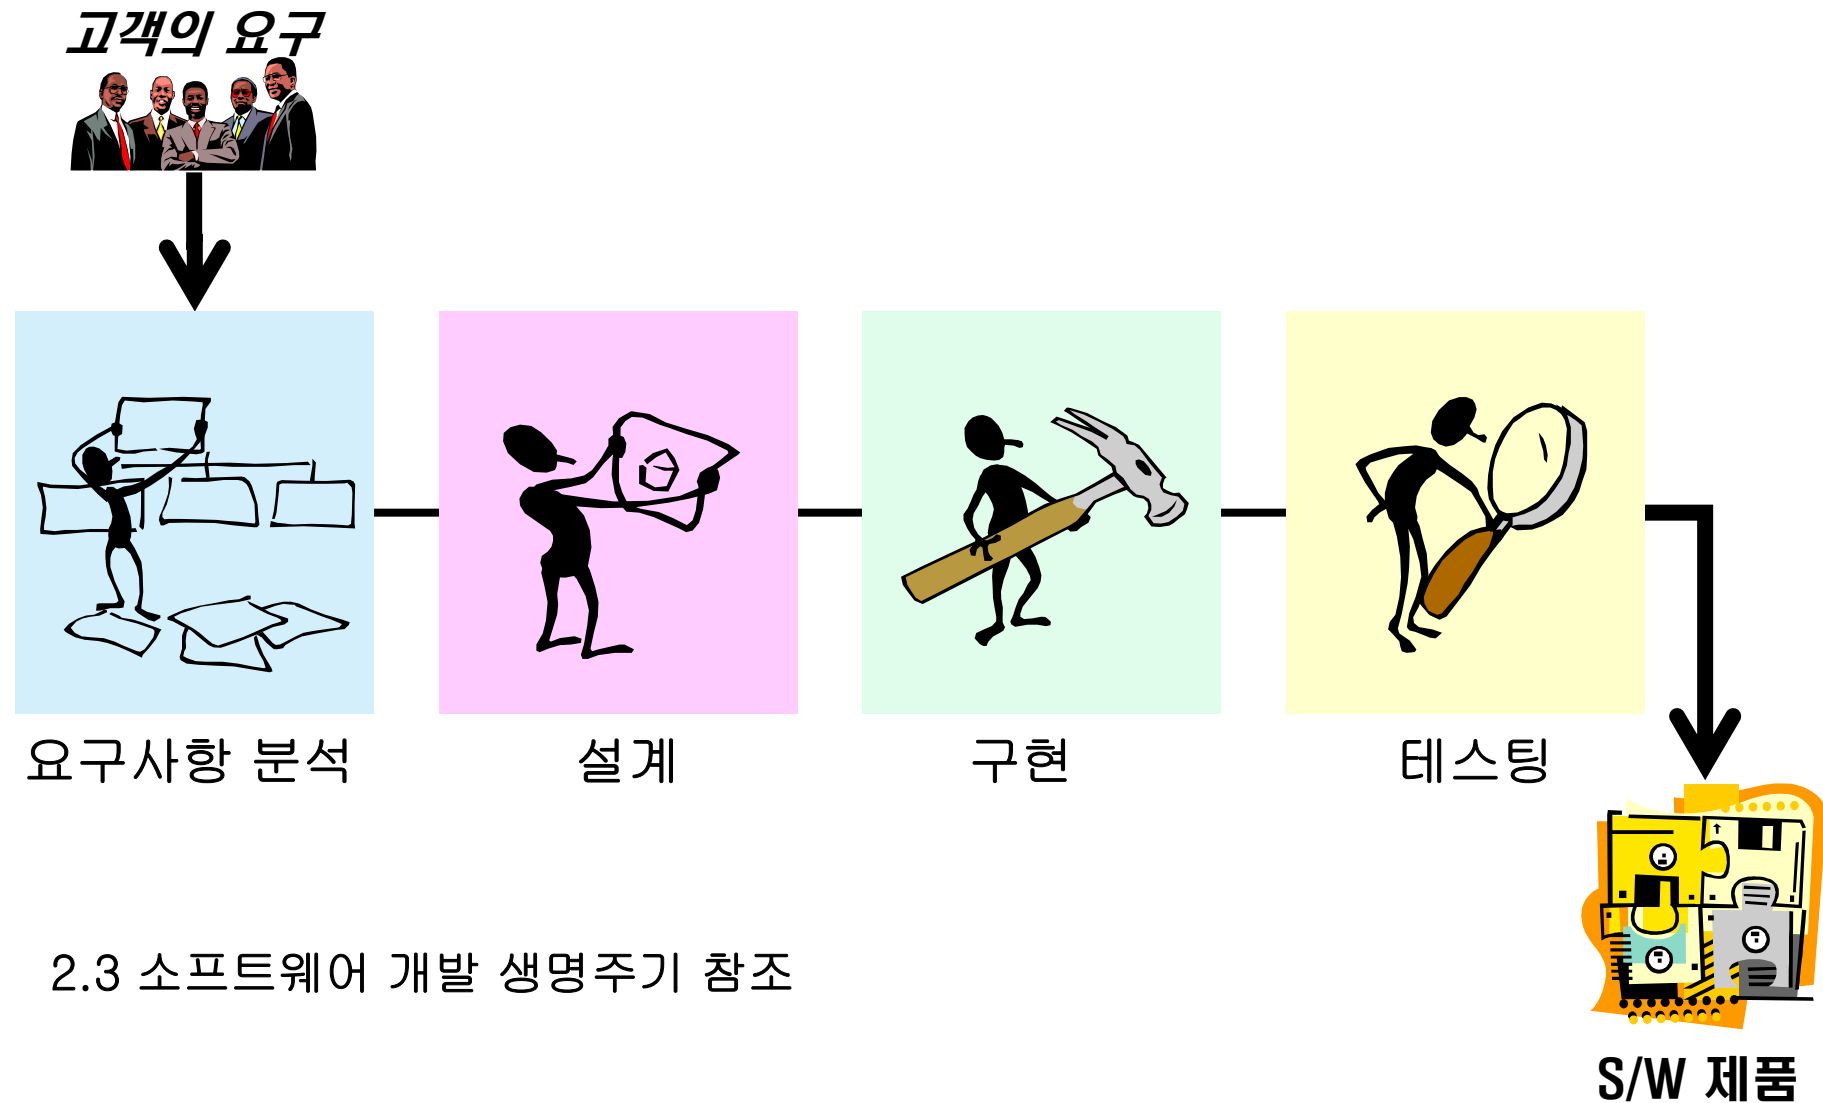 고객의 요구
요구사항 분석
설계
구현
테스팅
2.3 소프트웨어 개발 생명주기 참조
S/W 제품